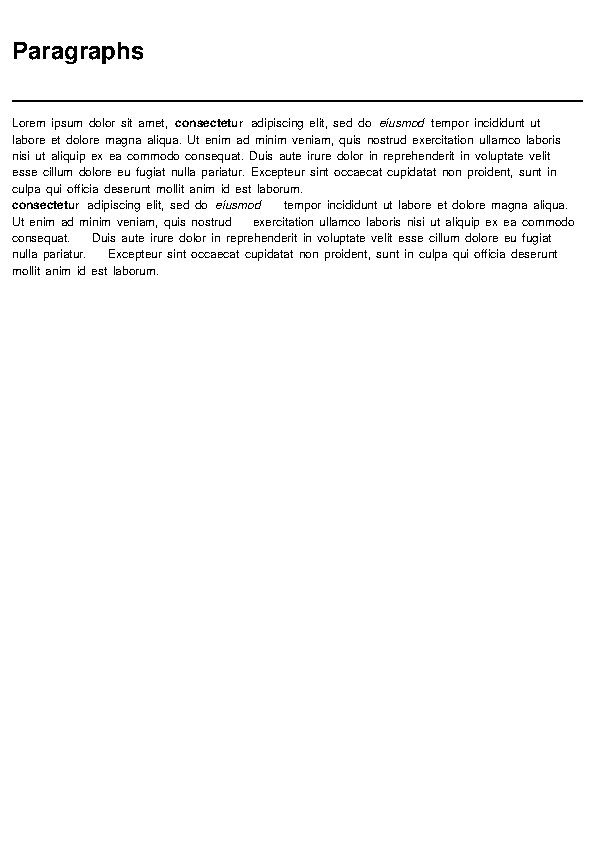 Paragraphs
Lorem ipsum dolor sit amet, consectetur adipiscing elit, sed do eiusmod tempor incididunt ut
labore et dolore magna aliqua. Ut enim ad minim veniam, quis nostrud exercitation ullamco laboris
nisi ut aliquip ex ea commodo consequat. Duis aute irure dolor in reprehenderit in voluptate velit
esse cillum dolore eu fugiat nulla pariatur. Excepteur sint occaecat cupidatat non proident, sunt in
culpa qui officia deserunt mollit anim id est laborum.
consectetur adipiscing elit, sed do eiusmod tempor incididunt ut labore et dolore magna aliqua.
Ut enim ad minim veniam, quis nostrud exercitation ullamco laboris nisi ut aliquip ex ea commodo
consequat. Duis aute irure dolor in reprehenderit in voluptate velit esse cillum dolore eu fugiat
nulla pariatur. Excepteur sint occaecat cupidatat non proident, sunt in culpa qui officia deserunt
mollit anim id est laborum.